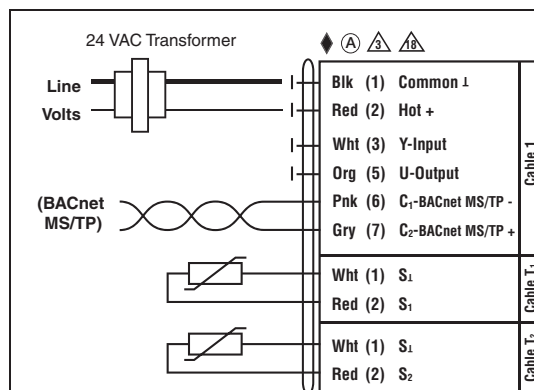 24 VAC Transformer
◆ Ⓐ 3 18
Line
Volts
Blk (1) Common ⊥
Red (2) Hot +
Wht (3) Y-Input
Org (5) U-Output
(BACnet
MS/TP)
Pnk (6) C₁-BACnet MS/TP -
Gry (7) C₂-BACnet MS/TP +
Cable 1
Wht (1) S⊥
Red (2) S₁
Cable T₁
Wht (1) S⊥
Red (2) S₂
Cable T₂